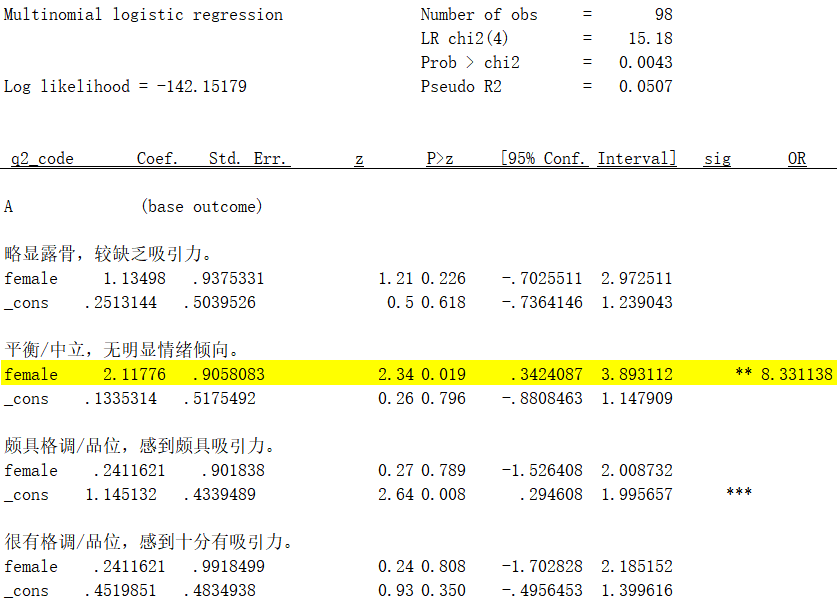 Multinomial logistic regression Number of obs = 98
LR chi2(4) = 15.18
Prob > chi2 = 0.0043
Log likelihood = -142.15179 Pseudo R2 = 0.0507
q2_code Coef. Std. Err. z P>z [95% Conf. Interval] sig OR
A (base outcome)
略显露骨，较缺乏吸引力。
female 1.13498 .9375331 1.21 0.226 -.7025511 2.972511
_cons .2513144 .5039526 0.5 0.618 -.7364146 1.239043
平衡/中立，无明显情绪倾向。
female 2.11776 .9058083 2.34 0.019 .3424087 3.893112 ** 8.331138
_cons .1335314 .5175492 0.26 0.796 -.8808463 1.147909
颇具格调/品位，感到颇具吸引力。
female .2411621 .901838 0.27 0.789 -1.526408 2.008732
_cons 1.145132 .4339489 2.64 0.008 .294608 1.995657 ***
很有格调/品位，感到十分有吸引力。
female .2411621 .9918499 0.24 0.808 -1.702828 2.185152
_cons .4519851 .4834938 0.93 0.350 -.4956453 1.399616